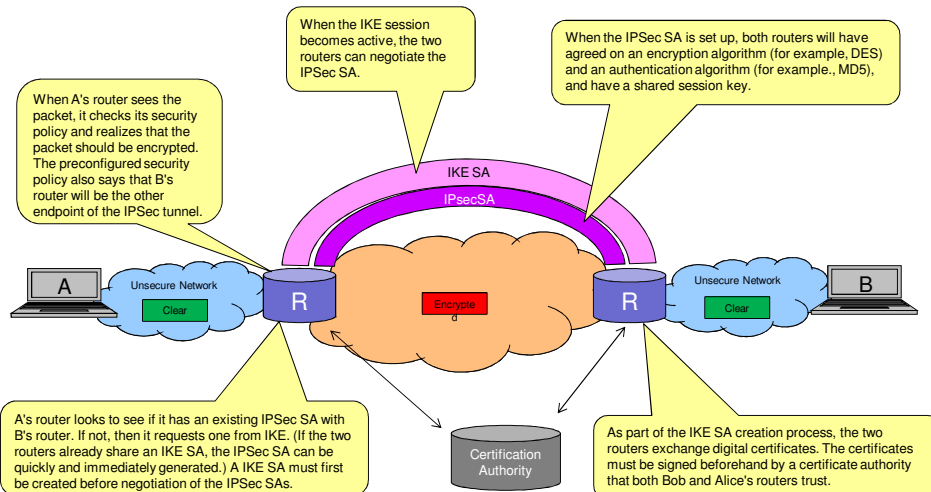 When the IKE session
becomes active, the two
routers can negotiate the
IPSec SA.
When the IPSec SA is set up, both routers will have
agreed on an encryption algorithm (for example, DES)
and an authentication algorithm (for example., MD5),
and have a shared session key.
When A's router sees the
packet, it checks its security
policy and realizes that the
packet should be encrypted.
The preconfigured security
policy also says that B's
router will be the other
endpoint of the IPSec tunnel.
IKE SA
IPsecSA
A
Unsecure Network
Clear
R
Encrypte
d
R
Unsecure Network
Clear
B
A's router looks to see if it has an existing IPSec SA with
B's router. If not, then it requests one from IKE. (If the two
routers already share an IKE SA, the IPSec SA can be
quickly and immediately generated.) A IKE SA must first
be created before negotiation of the IPSec SAs.
Certification
Authority
As part of the IKE SA creation process, the two
routers exchange digital certificates. The certificates
must be signed beforehand by a certificate authority
that both Bob and Alice's routers trust.